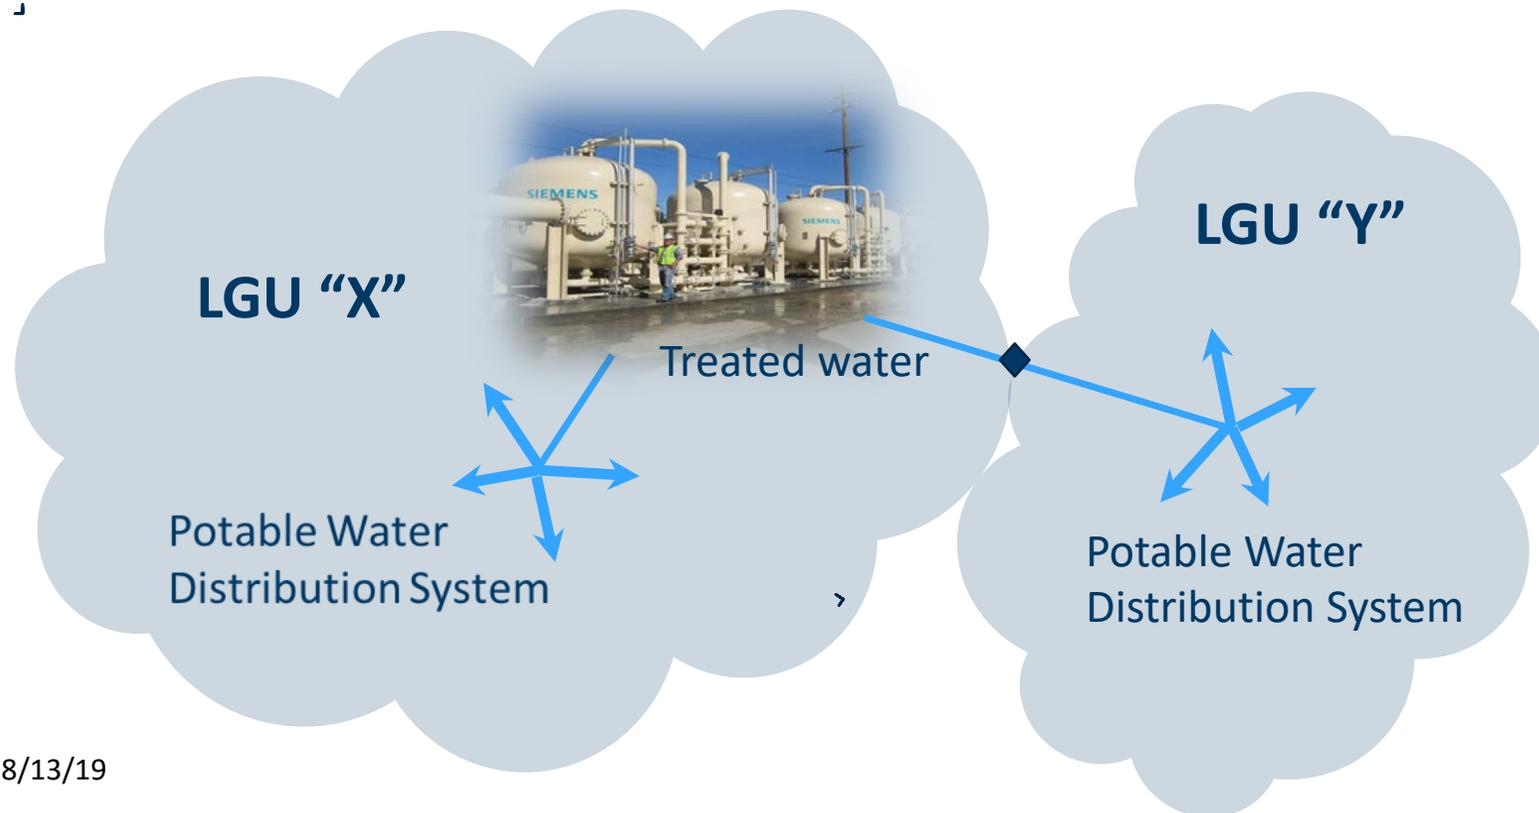 SIEMENS
SIEMENS
LGU “X”
LGU “Y”
Treated water
Potable Water
Distribution System
Potable Water
Distribution System
8/13/19